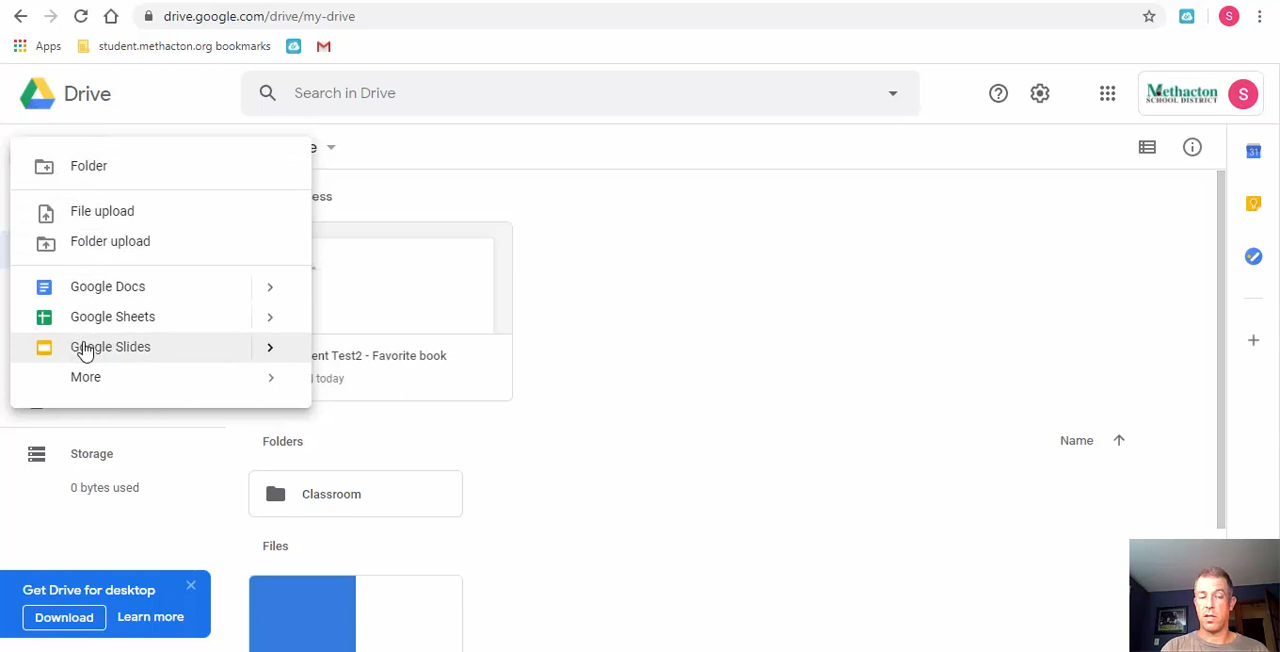 drive.google.com/drive/my-drive
S
Apps
student.methacton.org bookmarks
Drive
Search in Drive
Methacton
SCHOOL DISTRICT
S
31
Folder
File upload
Folder upload
Google Docs
Google Sheets
Google Slides
More
ess
ent Test2 - Favorite book
today
Storage
0 bytes used
Folders
Name
Classroom
Files
Get Drive for desktop
Download
Learn more